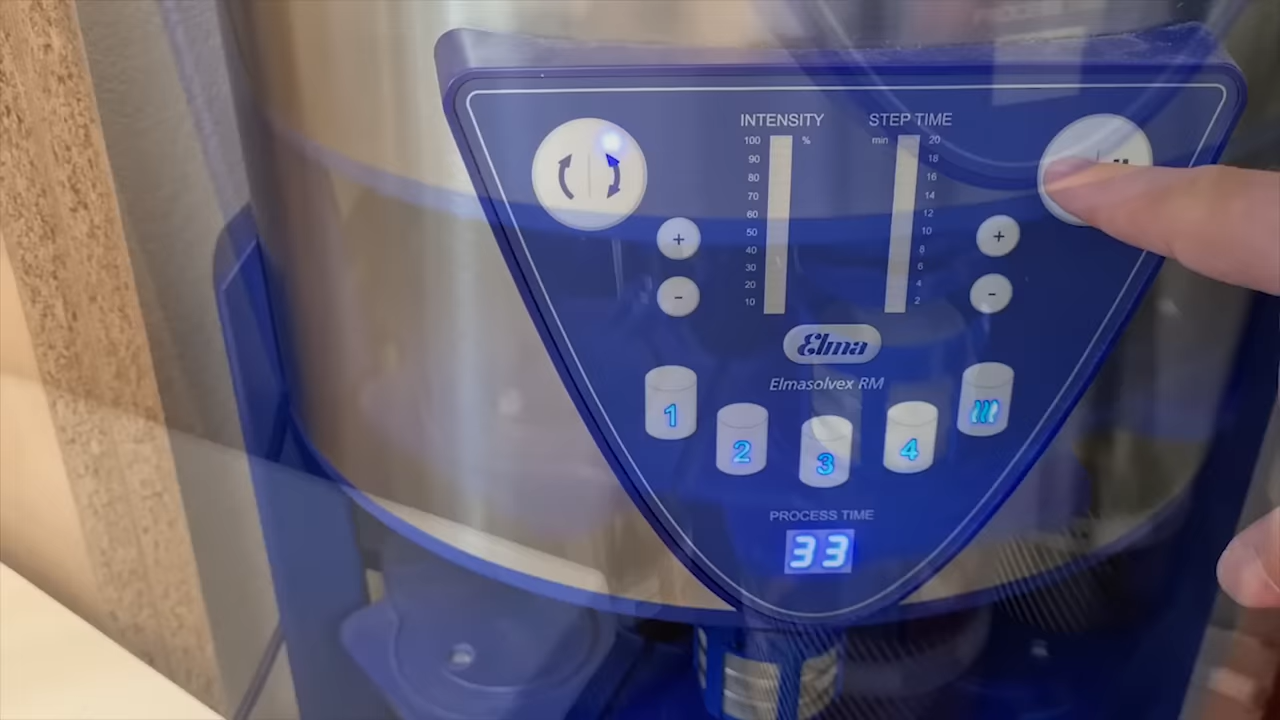 INTENSITY
STEP TIME
100 % min 20
90 18
80 16
70 14
60 12
50 10
40 8
30 6
20 4
10 2
+ +
- -
Elma
Elmasolvex RM
1
2
3
4
PROCESS TIME
33